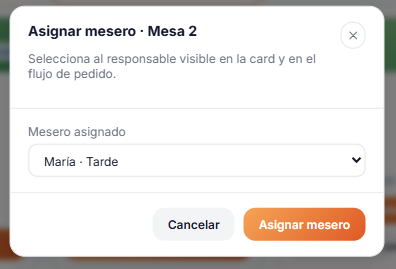 Asignar mesero · Mesa 2
Selecciona al responsable visible en la card y en el
flujo de pedido.
Mesero asignado
María · Tarde
Cancelar
Asignar mesero